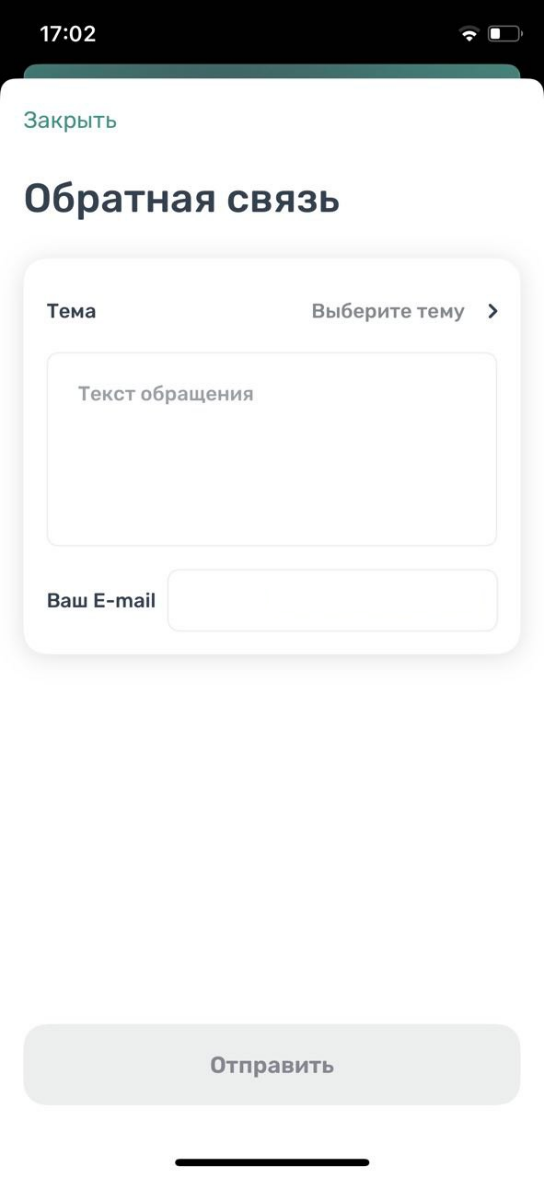 17:02
Закрыть
Обратная связь
Тема Выберите тему
Текст обращения
Ваш E-mail
Отправить